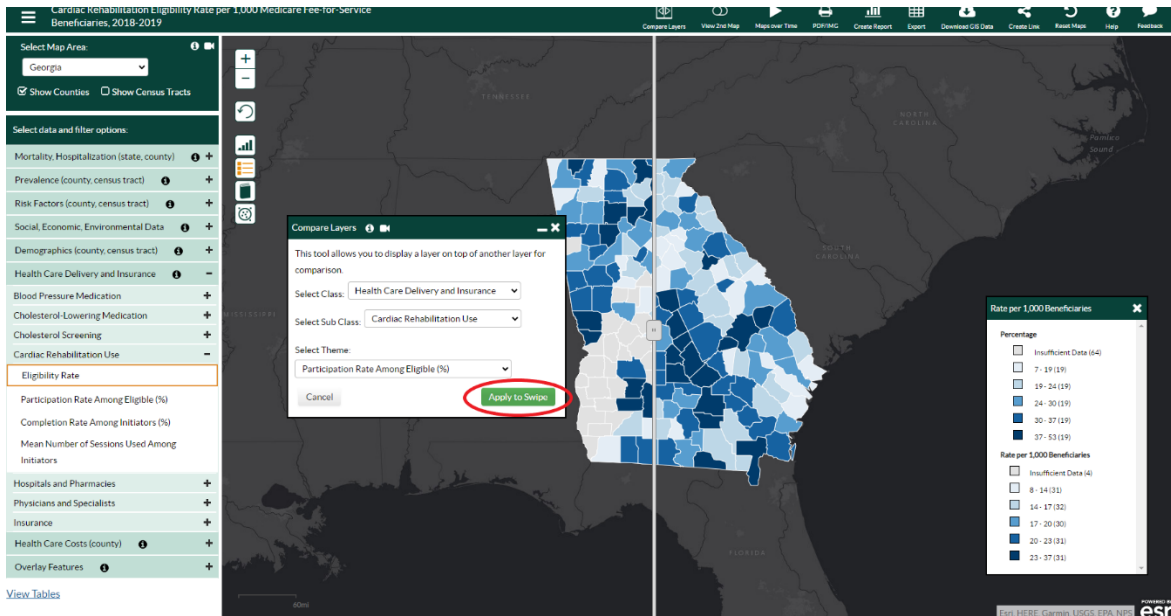 Cardiac Rehabilitation Eligibility Rate per 1,000 Medicare Fee-for-Service
Beneficiaries, 2018-2019
Compare Layers
View 2nd Map
Maps over Time
PDF/IMG
Create Report
Export
Download GIS Data
Create Link
Reset Maps
Help
Feedback
Select Map Area:
Georgia
Show Counties
Show Census Tracts
Select data and filter options:
Mortality, Hospitalization (state, county)
Prevalence (county, census tract)
Risk Factors (county, census tract)
Social, Economic, Environmental Data
Demographics (county, census tract)
Health Care Delivery and Insurance
Blood Pressure Medication
Cholesterol-Lowering Medication
Cholesterol Screening
Cardiac Rehabilitation Use
Eligibility Rate
Participation Rate Among Eligible (%)
Completion Rate Among Initiators (%)
Mean Number of Sessions Used Among
Initiators
Hospitals and Pharmacies
Physicians and Specialists
Insurance
Health Care Costs (county)
Overlay Features
View Tables
TENNESSEE
NORTH
CAROLINA
Pamlico
Sound
SOUTH
CAROLINA
MISSISSIPPI
FLORIDA
60mi
Compare Layers
This tool allows you to display a layer on top of another layer for
comparison.
Select Class: Health Care Delivery and Insurance
Select Sub Class: Cardiac Rehabilitation Use
Select Theme:
Participation Rate Among Eligible (%)
Cancel
Apply to Swipe
Rate per 1,000 Beneficiaries
Percentage
Insufficient Data (64)
7 - 19 (19)
19 - 24 (19)
24 - 30 (19)
30 - 37 (19)
37 - 53 (19)
Rate per 1,000 Beneficiaries
Insufficient Data (4)
8 - 14 (31)
14 - 17 (32)
17 - 20 (30)
20 - 23 (31)
23 - 37 (31)
Esri, HERE, Garmin, USGS, EPA, NPS
POWERED BY
esri